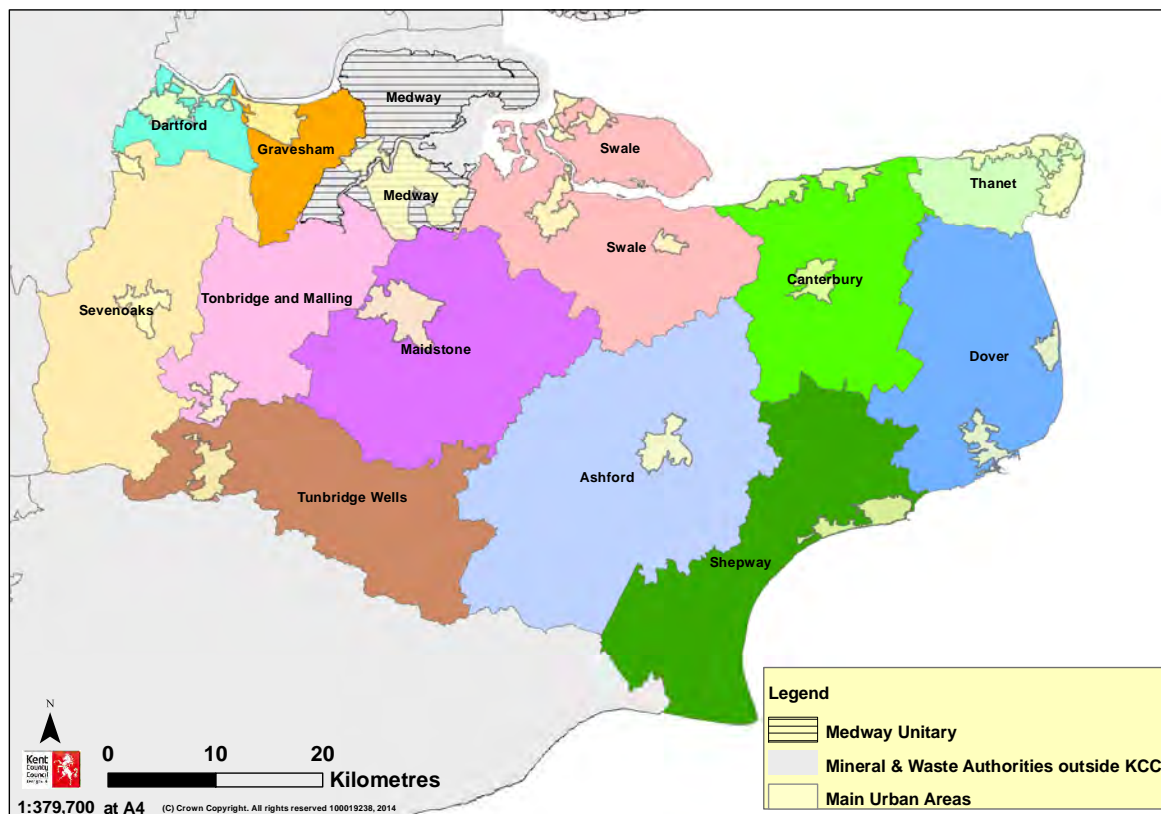 Medway
Dartford
Gravesham
Swale
Thanet
Medway
Swale
Canterbury
Tonbridge and Malling
Sevenoaks
Maidstone
Dover
Ashford
Tunbridge Wells
Shepway
N
Kent
County
Council
0 10 20
Kilometres
1:379,700 at A4
(C) Crown Copyright. All rights reserved 100019238, 2014
Legend
Medway Unitary
Mineral & Waste Authorities outside KCC
Main Urban Areas